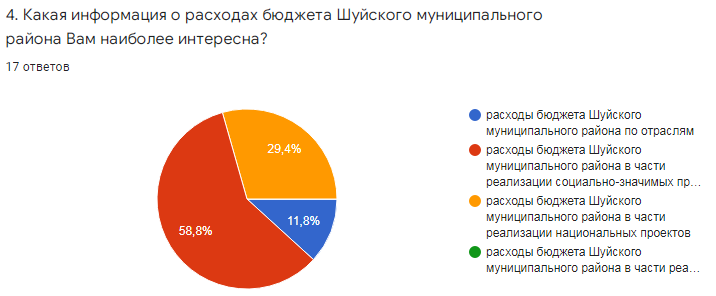 4. Какая информация о расходах бюджета Шуйского муниципального
района Вам наиболее интересна?
17 ответов
29,4%
11,8%
58,8%
расходы бюджета Шуйского
муниципального района по отраслям
расходы бюджета Шуйского
муниципального района в части
реализации социально-значимых пр…
расходы бюджета Шуйского
муниципального района в части
реализации национальных проектов
расходы бюджета Шуйского
муниципального района в части реа…